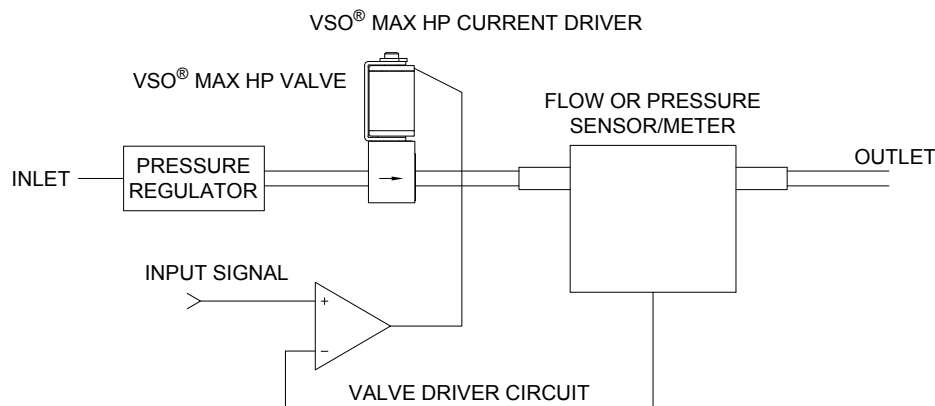 VSO® MAX HP CURRENT DRIVER
VSO® MAX HP VALVE
FLOW OR PRESSURE
SENSOR/METER
OUTLET
INLET
PRESSURE
REGULATOR
INPUT SIGNAL
+
−
VALVE DRIVER CIRCUIT